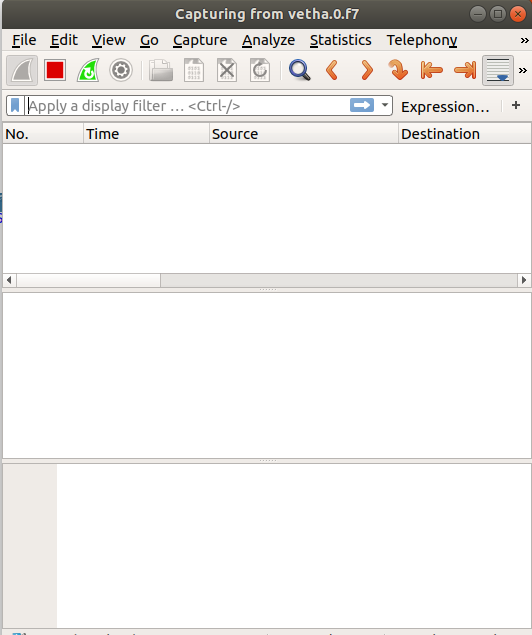 Capturing from vetha.0.f7
File Edit View Go Capture Analyze Statistics Telephony »
»
Apply a display filter … <Ctrl-/> Expression… +
No. Time Source Destination